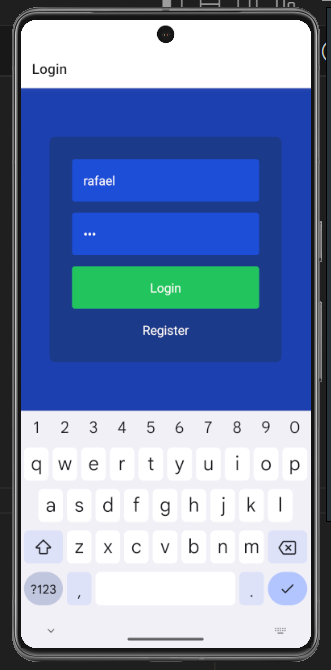 Login
rafael
•••
Login
Register
1 2 3 4 5 6 7 8 9 0
q w e r t y u i o p
a s d f g h j k l
z x c v b n m
?123 , .